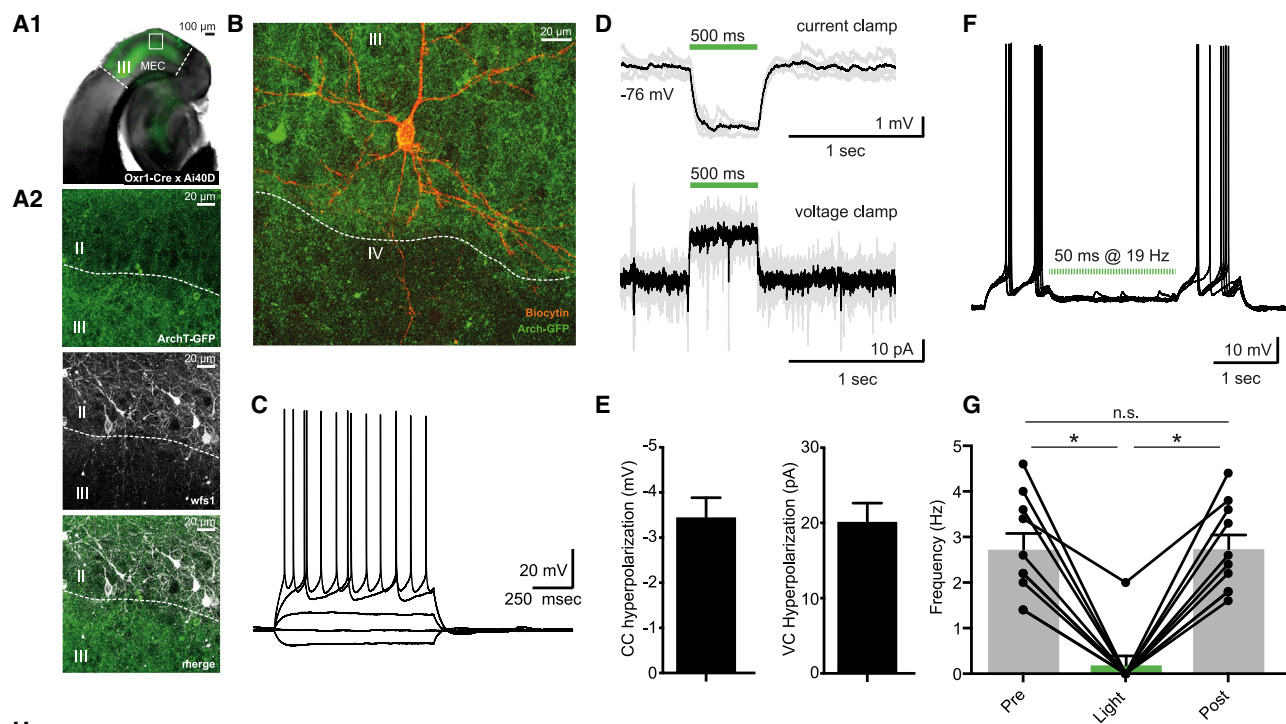 A1
100 µm
III
MEC
Oxr1-Cre x Ai40D
A2
20 µm
II
III
ArchT-GFP
20 µm
II
III
wfs1
20 µm
II
III
merge
B
III
20 µm
IV
Biocytin
Arch-GFP
C
20 mV
250 msec
D
500 ms
current clamp
-76 mV
1 mV
1 sec
500 ms
voltage clamp
10 pA
1 sec
E
-5
-4
-3
-2
-1
0
CC hyperpolarization (mV)
30
20
10
0
VC Hyperpolarization (pA)
F
50 ms @ 19 Hz
10 mV
1 sec
G
n.s.
* *
5
4
3
2
1
0
Frequency (Hz)
Pre
Light
Post